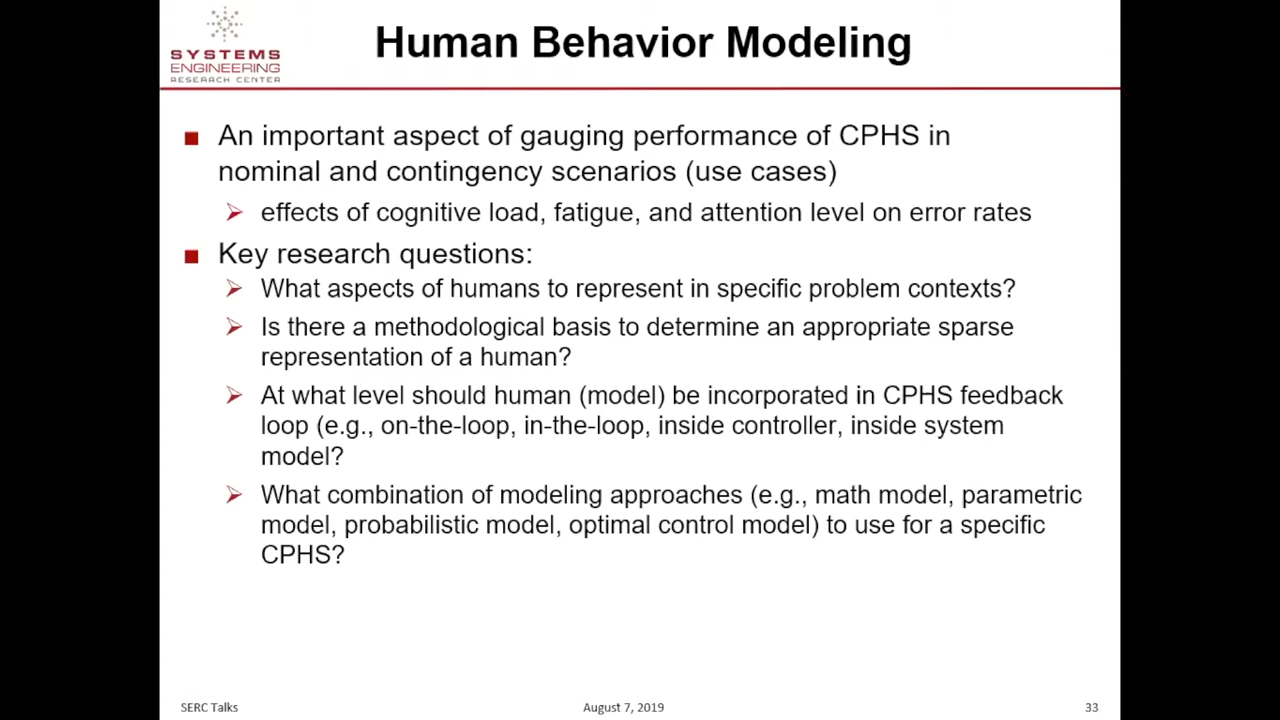 SYSTEMS
ENGINEERING
RESEARCH CENTER
Human Behavior Modeling
An important aspect of gauging performance of CPHS in
nominal and contingency scenarios (use cases)
effects of cognitive load, fatigue, and attention level on error rates
Key research questions:
What aspects of humans to represent in specific problem contexts?
Is there a methodological basis to determine an appropriate sparse
representation of a human?
At what level should human (model) be incorporated in CPHS feedback
loop (e.g., on-the-loop, in-the-loop, inside controller, inside system
model?
What combination of modeling approaches (e.g., math model, parametric
model, probabilistic model, optimal control model) to use for a specific
CPHS?
SERC Talks
August 7, 2019
33